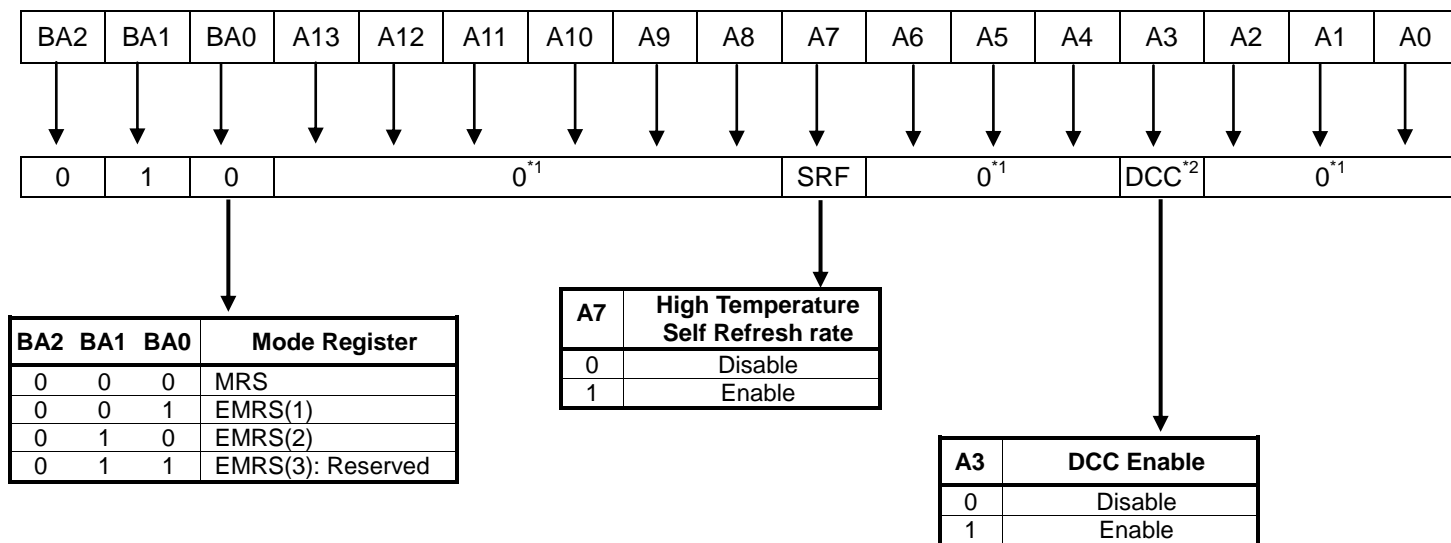 BA2 BA1 BA0 A13 A12 A11 A10 A9 A8 A7 A6 A5 A4 A3 A2 A1 A0
0 1 0 0*1 SRF 0*1 DCC*2 0*1
BA2 BA1 BA0 Mode Register
0 0 0 MRS
0 0 1 EMRS(1)
0 1 0 EMRS(2)
0 1 1 EMRS(3): Reserved
A7 High Temperature
Self Refresh rate
0 Disable
1 Enable
A3 DCC Enable
0 Disable
1 Enable